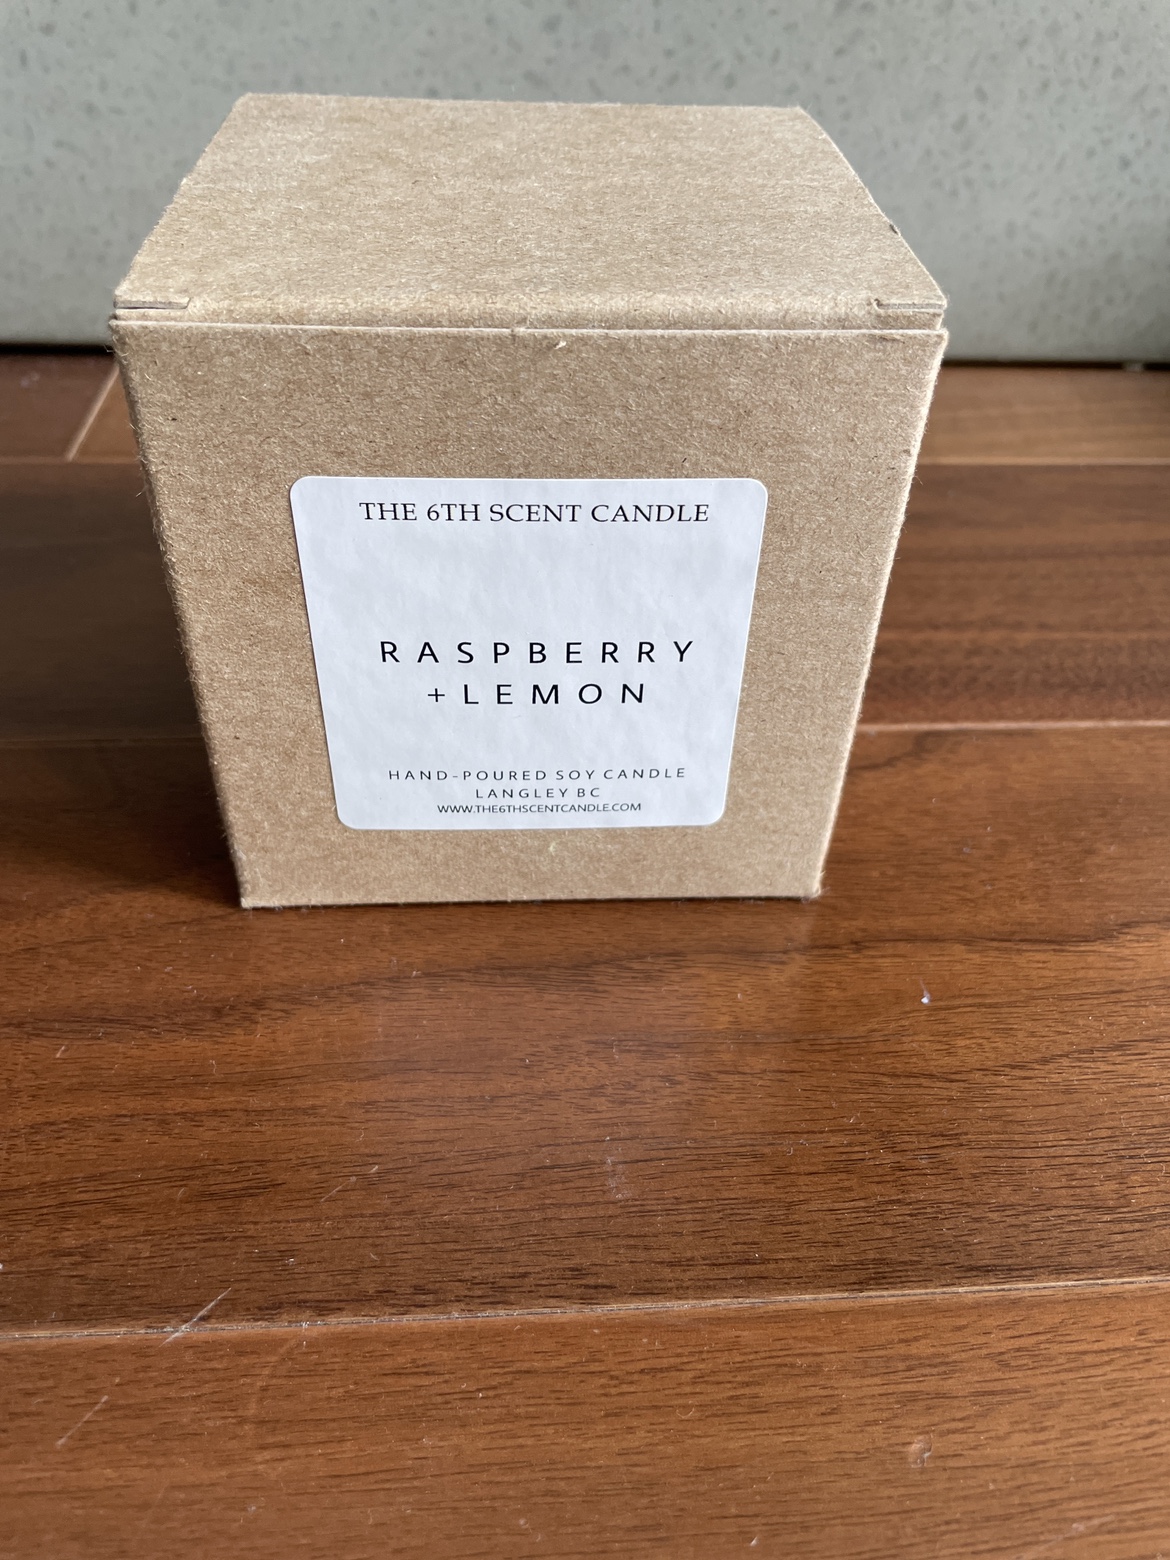 THE 6TH SCENT CANDLE
RASPBERRY
+LEMON
HAND-POURED SOY CANDLE
LANGLEY BC
WWW.THE6THSCENTCANDLE.COM